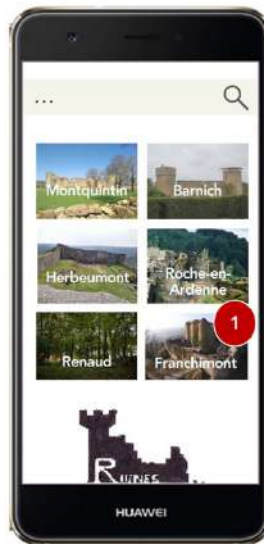 ...
Montquintin
Barnich
Herbeumont
Roche-en-
Ardenne
1
Renaud
Franchimont
RUINES
HUAWEI